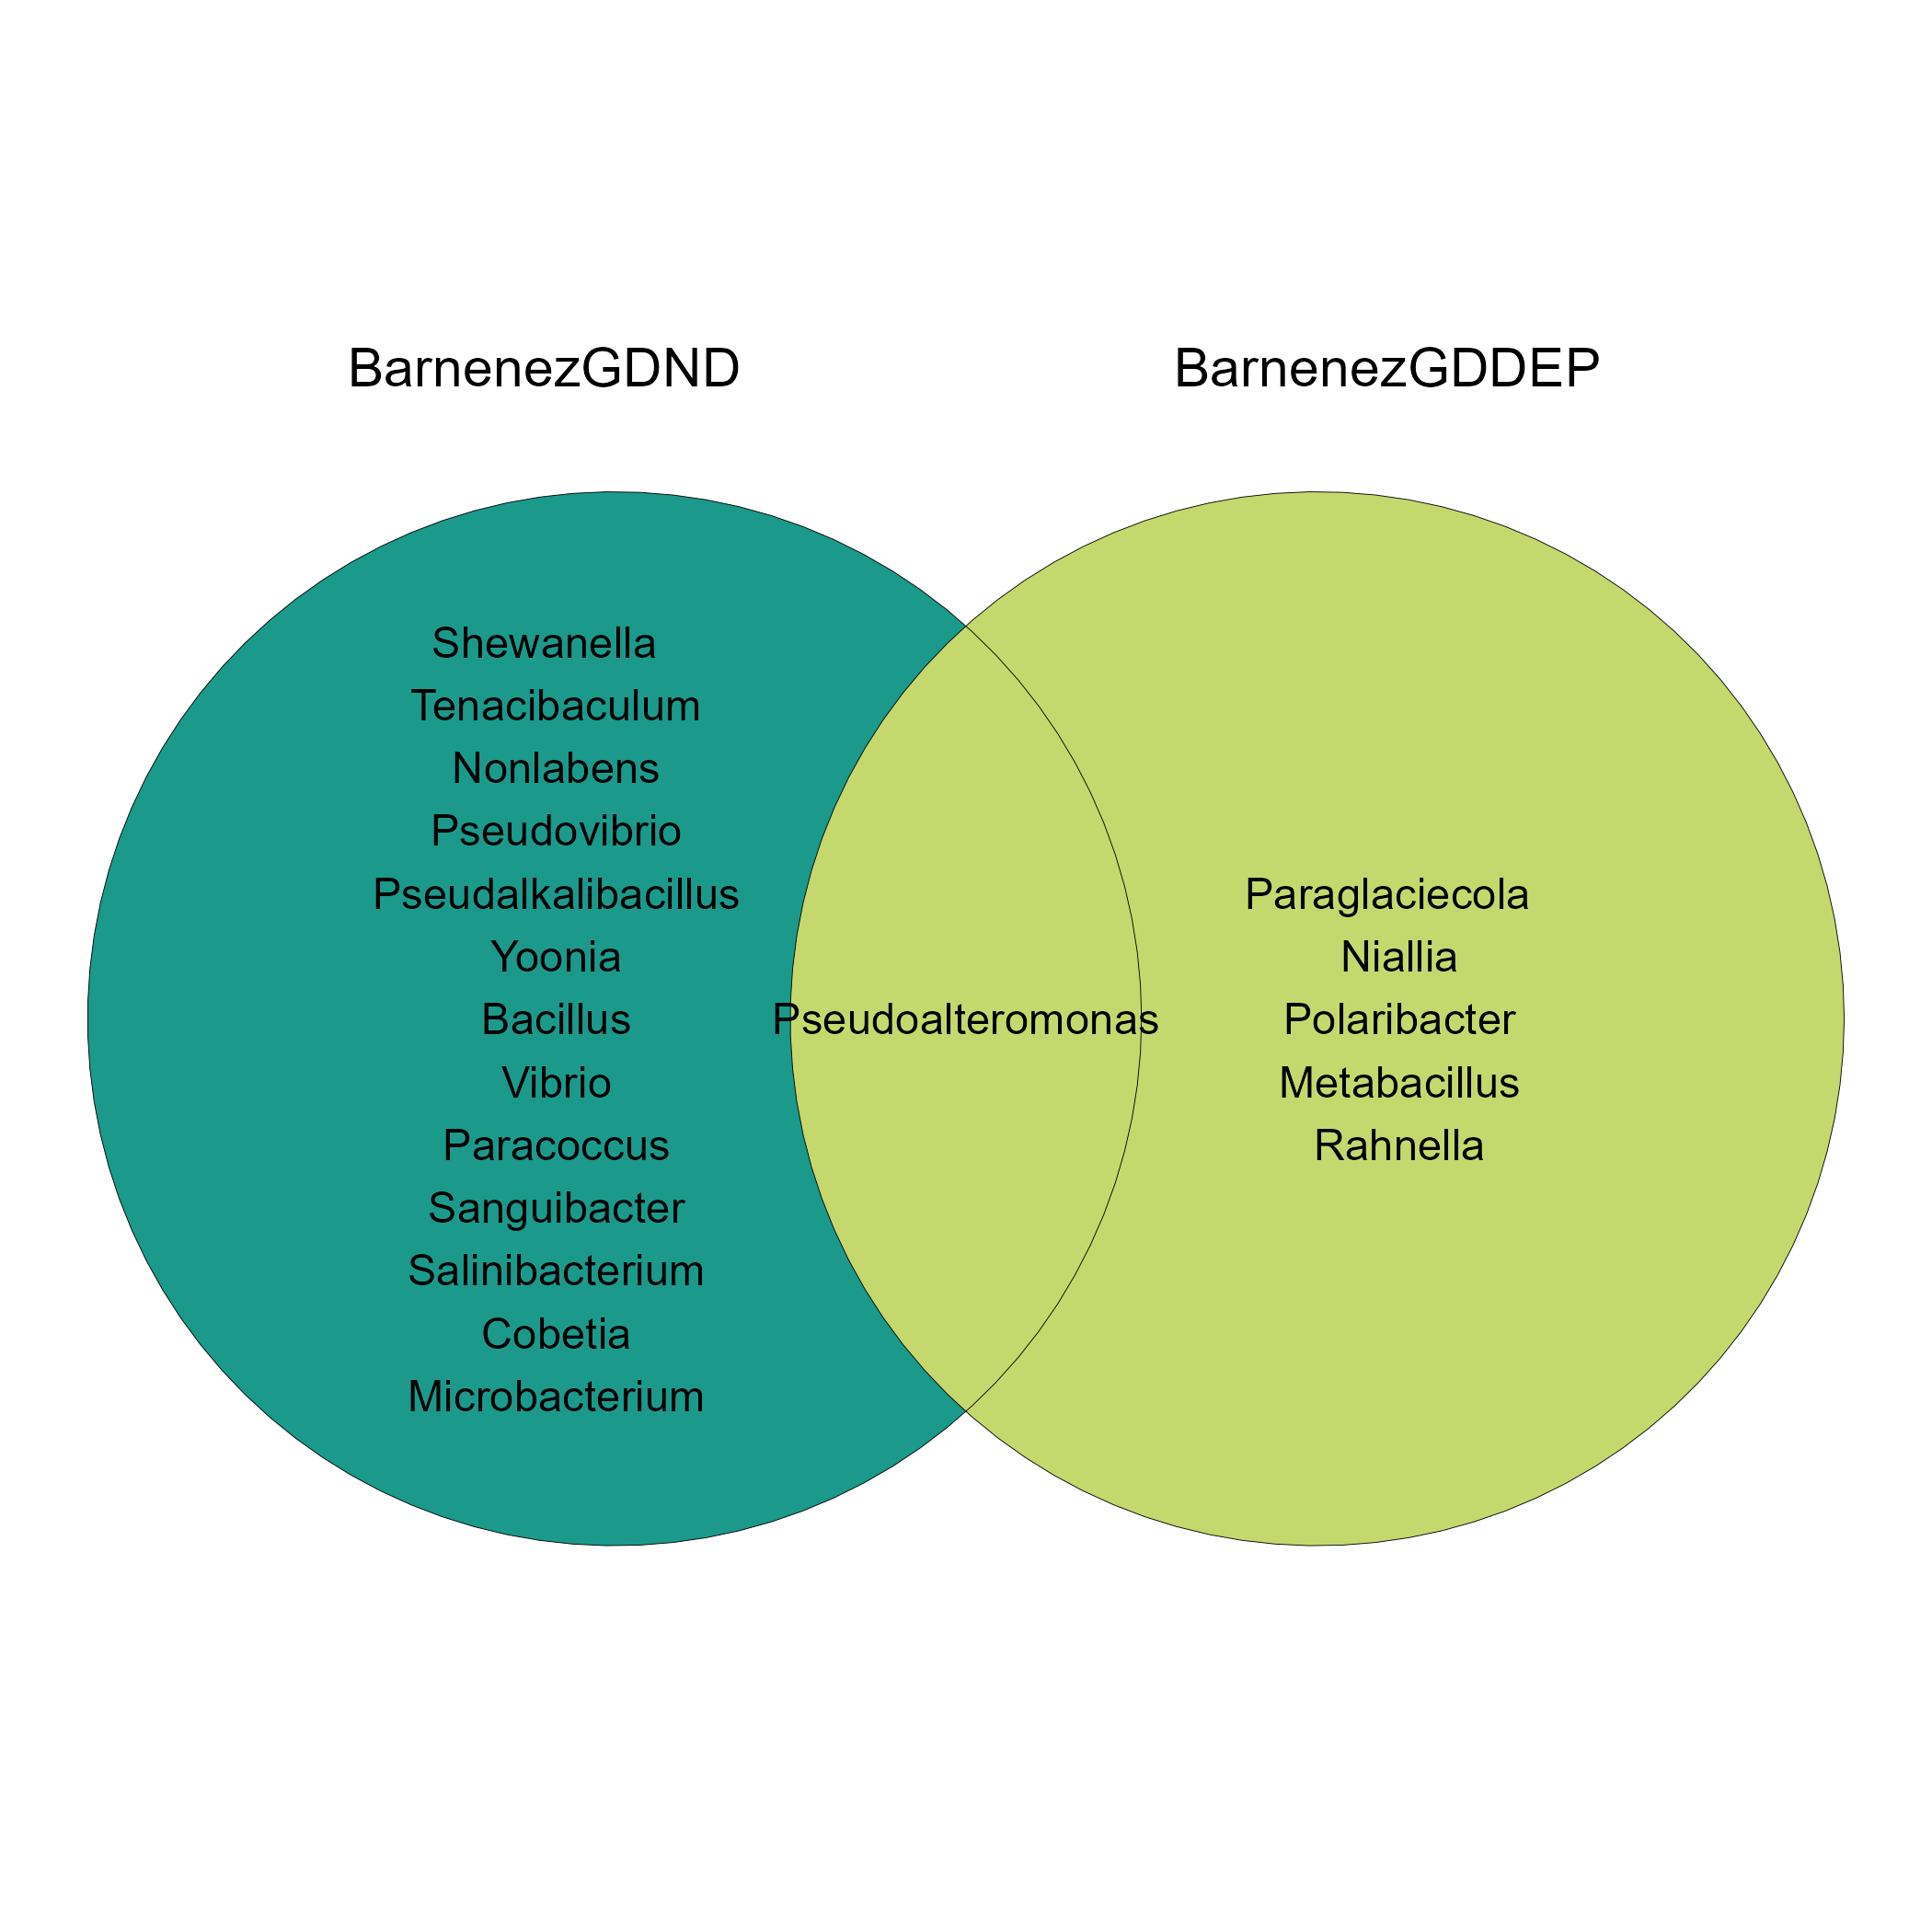 BarnenezGDND
BarnenezGDDEP
Shewanella
Tenacibaculum
Nonlabens
Pseudovibrio
Pseudalkalibacillus
Yoonia
Bacillus
Vibrio
Paracoccus
Sanguibacter
Salinibacterium
Cobetia
Microbacterium
Pseudoalteromonas
Paraglaciecola
Niallia
Polaribacter
Metabacillus
Rahnella